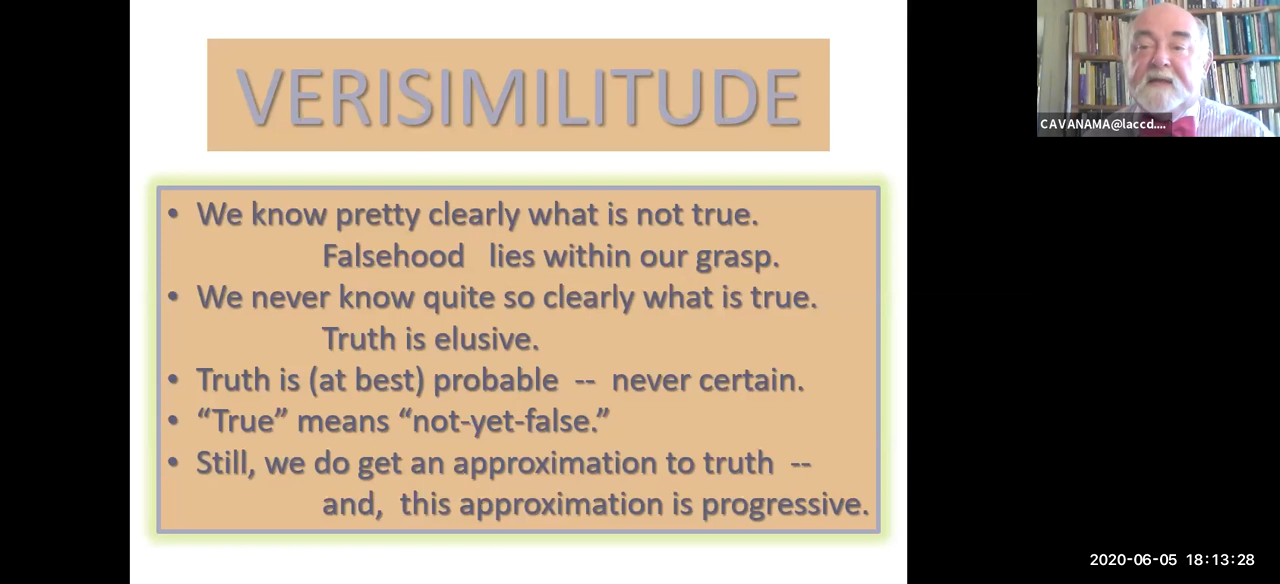 VERISIMILITUDE
• We know pretty clearly what is not true.
Falsehood lies within our grasp.
• We never know quite so clearly what is true.
Truth is elusive.
• Truth is (at best) probable -- never certain.
• “True” means “not-yet-false.”
• Still, we do get an approximation to truth --
and, this approximation is progressive.
CAVANAMA@laccd....
2020-06-05 18:13:28